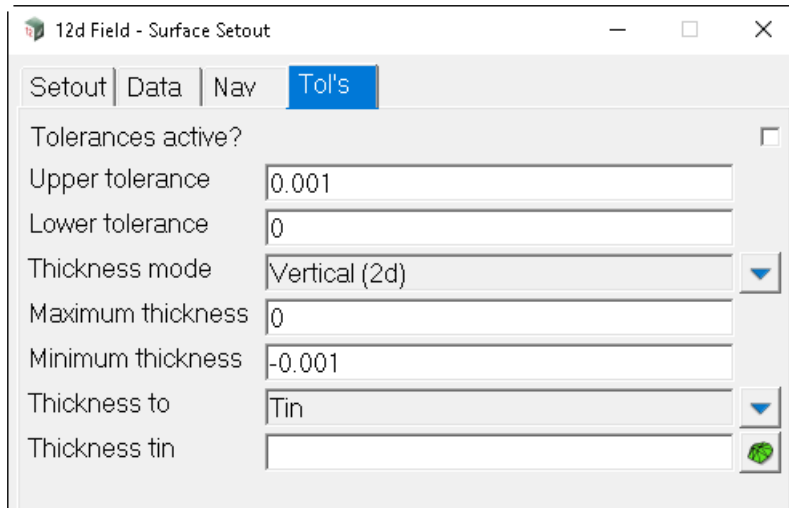 12d Field - Surface Setout
Setout Data Nav Tol's
Tolerances active?
Upper tolerance 0.001
Lower tolerance 0
Thickness mode Vertical (2d)
Maximum thickness 0
Minimum thickness -0.001
Thickness to Tin
Thickness tin